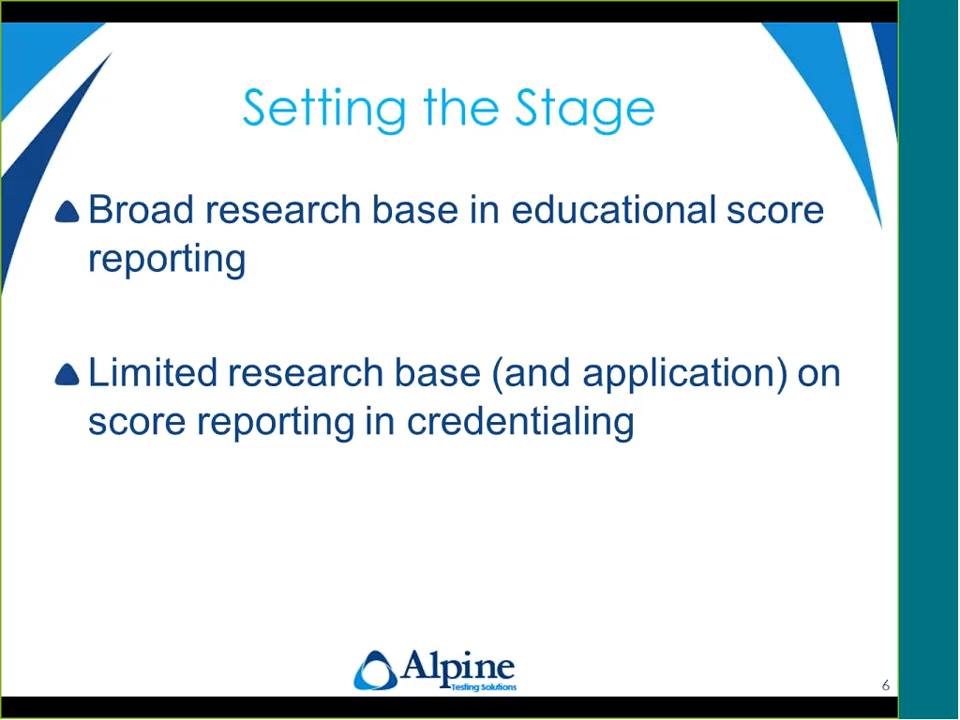 Setting the Stage
Broad research base in educational score
reporting
Limited research base (and application) on
score reporting in credentialing
Alpine
Testing Solutions
6